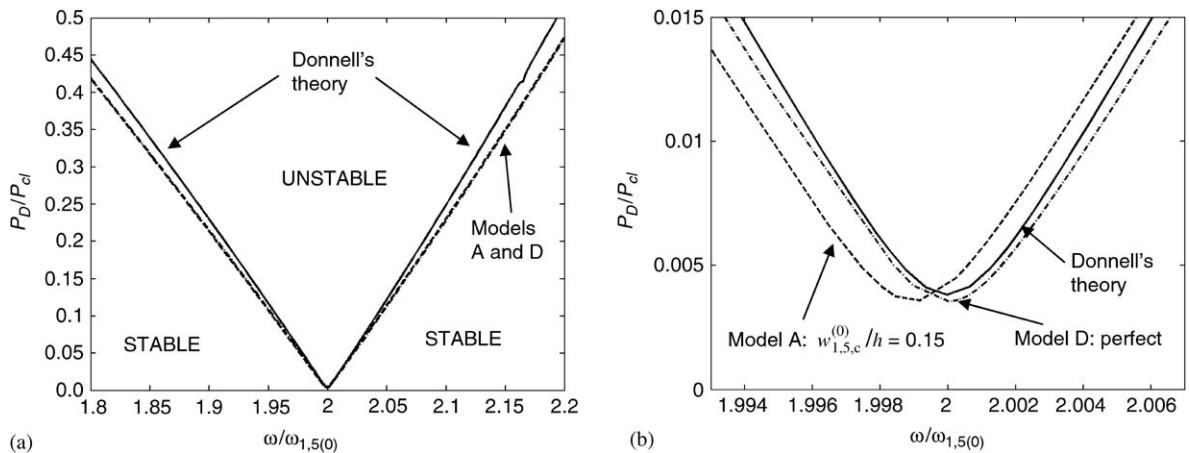 0.5
0.45
0.4
0.35
0.3
0.25
0.2
0.15
0.1
0.05
0.0
P_D/P_cl
Donnell's
theory
UNSTABLE
Models
A and D
STABLE
STABLE
1.8 1.85 1.9 1.95 2 2.05 2.1 2.15 2.2
(a)
ω/ω1,5(0)
0.015
0.01
0.005
0
P_D/P_cl
Donnell's
theory
Model A: w^(0)_1,5,c/h = 0.15
Model D: perfect
1.994 1.996 1.998 2 2.002 2.004 2.006
(b)
ω/ω1,5(0)